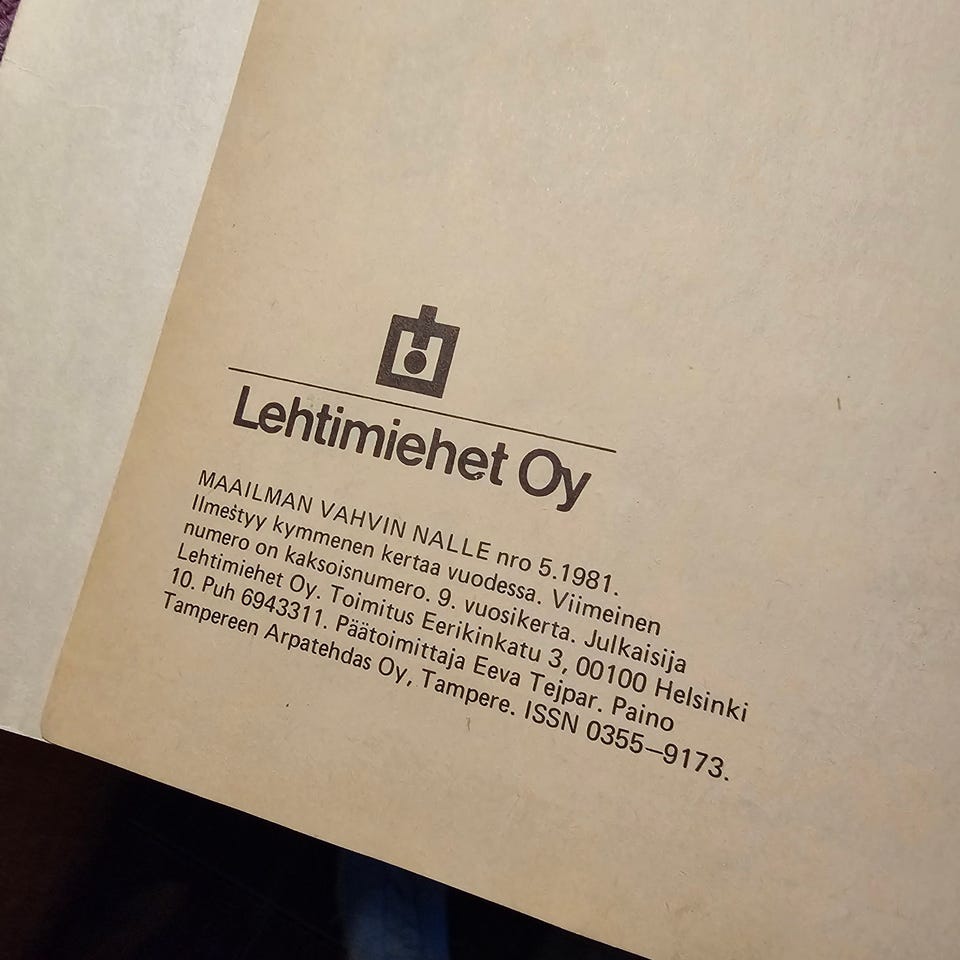 Lehtimiehet Oy
MAAILMAN VAHVIN NALLE nro 5.1981.
Ilmestyy kymmenen kertaa vuodessa. Viimeinen
numero on kaksoisnumero. 9. vuosikerta. Julkaisija
Lehtimiehet Oy. Toimitus Eerikinkatu 3, 00100 Helsinki
10. Puh 6943311. Päätoimittaja Eeva Tejpar. Paino
Tampereen Arpatehdas Oy, Tampere. ISSN 0355—9173.